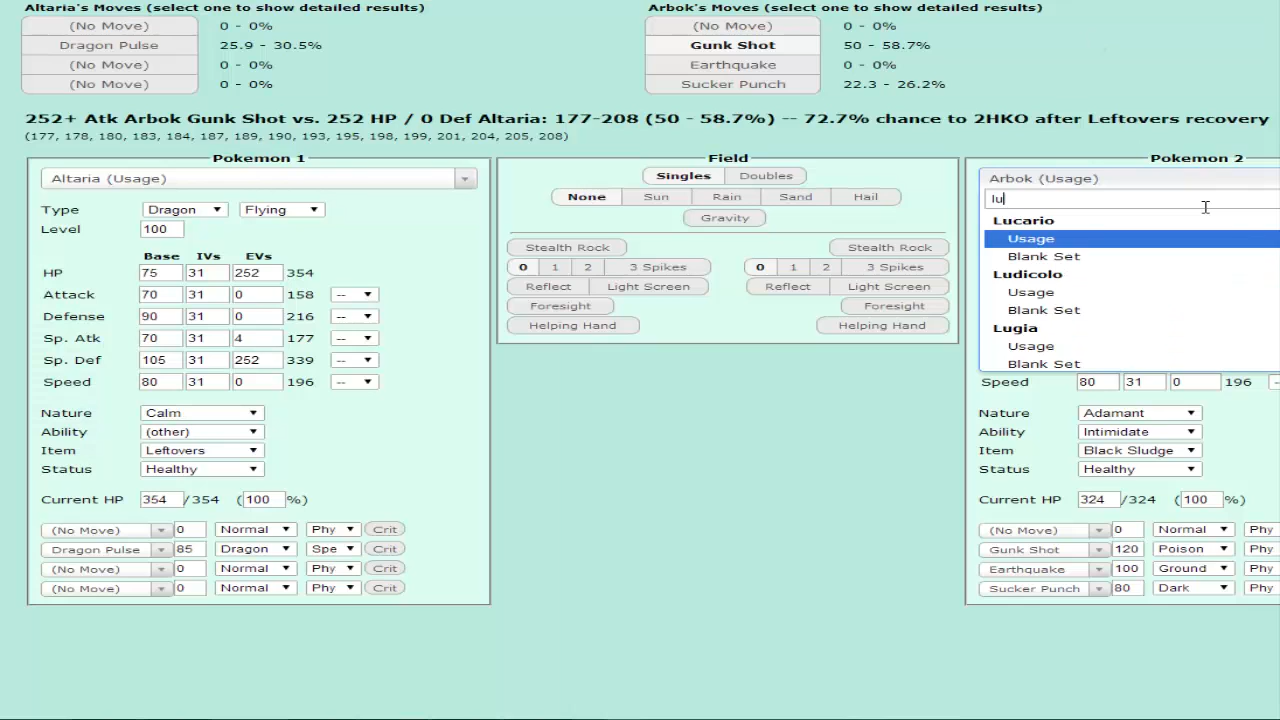 Altaria's Moves (select one to show detailed results)
(No Move) 0 - 0%
Dragon Pulse 25.9 - 30.5%
(No Move) 0 - 0%
(No Move) 0 - 0%
Arbok's Moves (select one to show detailed results)
(No Move) 0 - 0%
Gunk Shot 50 - 58.7%
Earthquake 0 - 0%
Sucker Punch 22.3 - 26.2%
252+ Atk Arbok Gunk Shot vs. 252 HP / 0 Def Altaria: 177-208 (50 - 58.7%) -- 72.7% chance to 2HKO after Leftovers recovery
(177, 178, 180, 183, 184, 187, 189, 190, 193, 195, 198, 199, 201, 204, 205, 208)
Pokemon 1
Altaria (Usage)
Type Dragon Flying
Level 100
Base IVs EVs
HP 75 31 252 354
Attack 70 31 0 158 --
Defense 90 31 0 216 --
Sp. Atk 70 31 4 177 --
Sp. Def 105 31 252 339 --
Speed 80 31 0 196 --
Nature Calm
Ability (other)
Item Leftovers
Status Healthy
Current HP 354 /354 (100 %)
(No Move) 0 Normal Phy Crit
Dragon Pulse 85 Dragon Spe Crit
(No Move) 0 Normal Phy Crit
(No Move) 0 Normal Phy Crit
Field
Singles Doubles
None Sun Rain Sand Hail
Gravity
Stealth Rock Stealth Rock
0 1 2 3 Spikes 0 1 2 3 Spikes
Reflect Light Screen Reflect Light Screen
Foresight Foresight
Helping Hand Helping Hand
Pokemon 2
Arbok (Usage)
lu
Lucario
Usage
Blank Set
Ludicolo
Usage
Blank Set
Lugia
Usage
Blank Set
Speed 80 31 0 196 --
Nature Adamant
Ability Intimidate
Item Black Sludge
Status Healthy
Current HP 324 /324 (100 %)
(No Move) 0 Normal Phy
Gunk Shot 120 Poison Phy
Earthquake 100 Ground Phy
Sucker Punch 80 Dark Phy